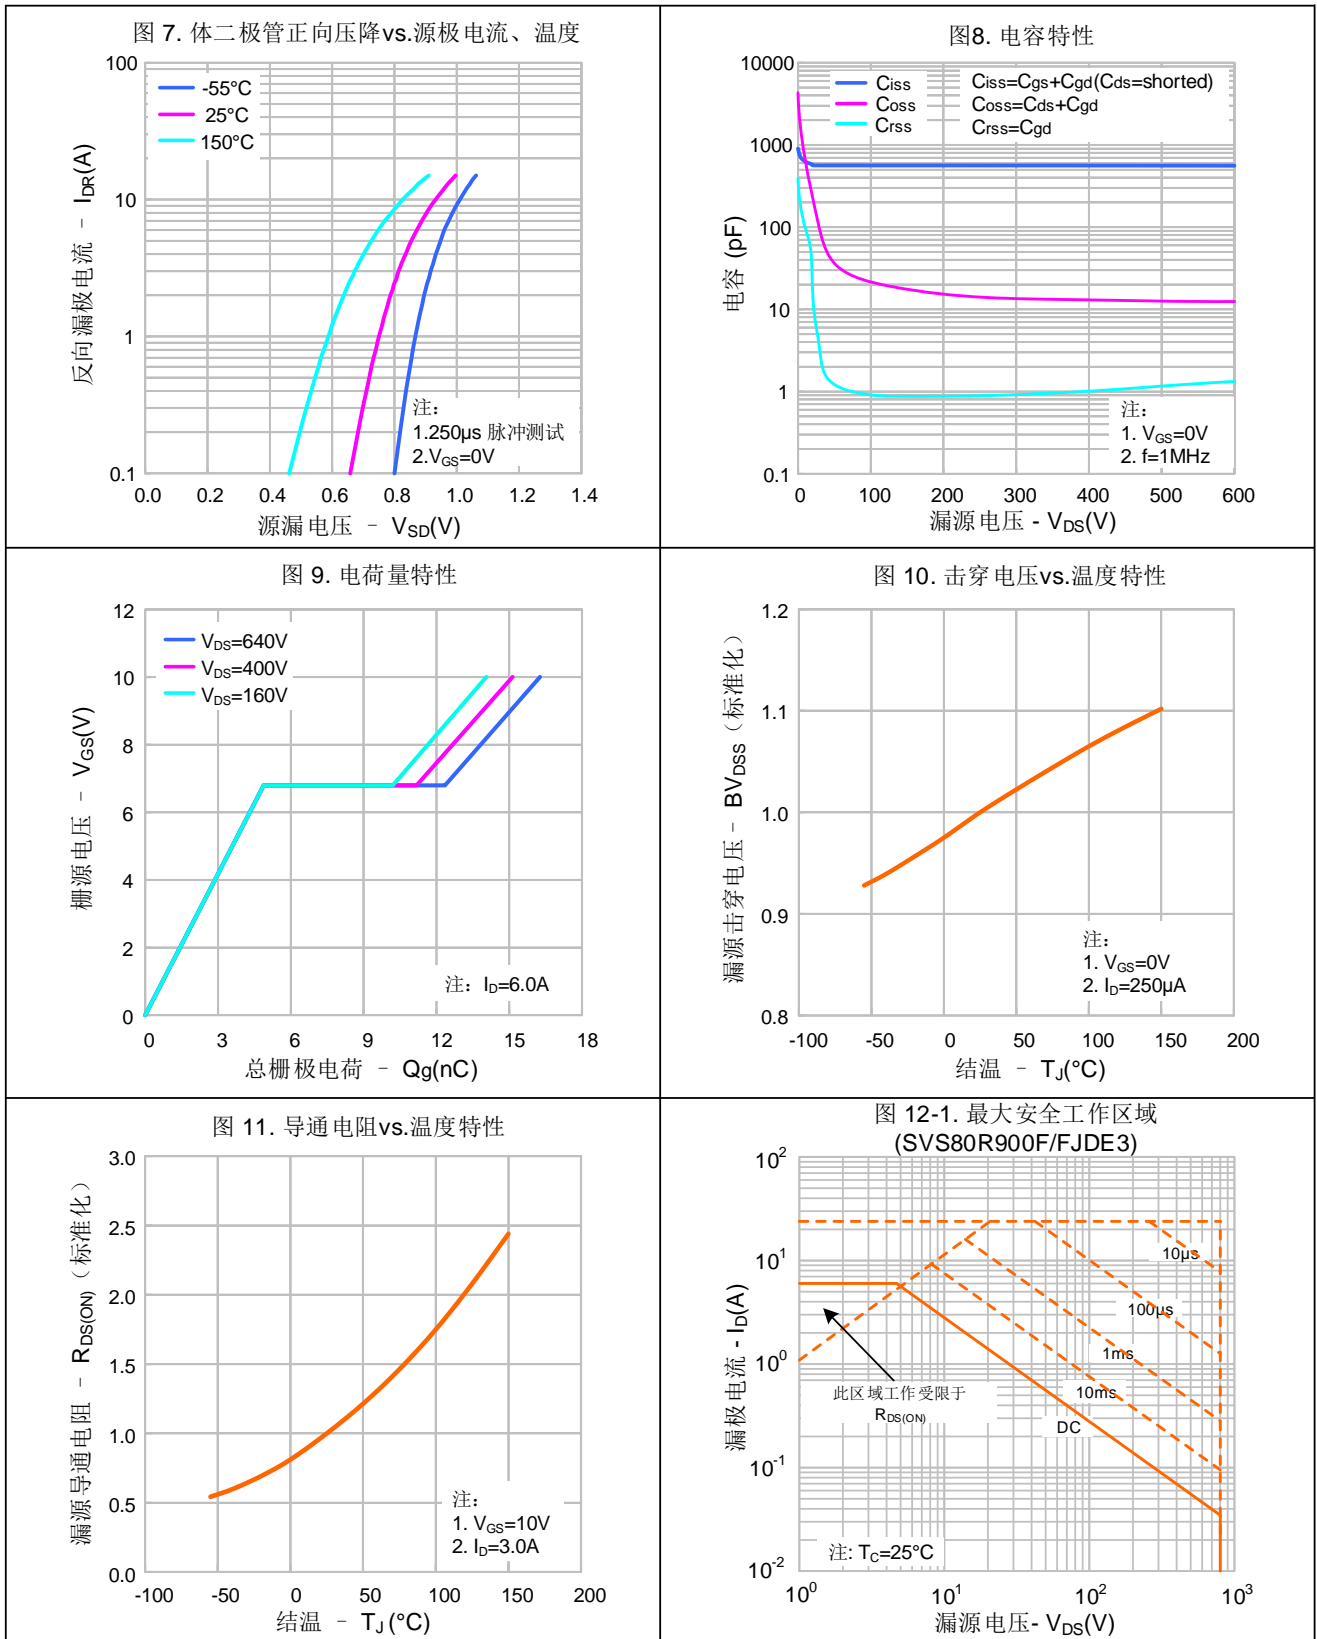 图 7. 体二极管正向压降vs.源极电流、温度
反向漏极电流 - IDR(A)
100
10
1
0.1
-55°C
25°C
150°C
注：
1.250µs 脉冲测试
2.VGS=0V
0.0 0.2 0.4 0.6 0.8 1.0 1.2 1.4
源漏电压 - VSD(V)
图8. 电容特性
电容 (pF)
10000
1000
100
10
1
0.1
Ciss Ciss=Cgs+Cgd(Cds=shorted)
Coss Coss=Cds+Cgd
Crss Crss=Cgd
注：
1. VGS=0V
2. f=1MHz
0 100 200 300 400 500 600
漏源电压 - VDS(V)
图 9. 电荷量特性
栅源电压 - VGS(V)
12
10
8
6
4
2
0
VDS=640V
VDS=400V
VDS=160V
注：ID=6.0A
0 3 6 9 12 15 18
总栅极电荷 - Qg(nC)
图 10. 击穿电压vs.温度特性
漏源击穿电压 - BVDSS（标准化）
1.2
1.1
1.0
0.9
0.8
注：
1. VGS=0V
2. ID=250µA
-100 -50 0 50 100 150 200
结温 - TJ(°C)
图 11. 导通电阻vs.温度特性
漏源导通电阻 - RDS(ON)（标准化）
3.0
2.5
2.0
1.5
1.0
0.5
0.0
注：
1. VGS=10V
2. ID=3.0A
-100 -50 0 50 100 150 200
结温 - TJ(°C)
图 12-1. 最大安全工作区域
(SVS80R900F/FJDE3)
漏极电流 - ID(A)
10²
10¹
10⁰
10⁻¹
10⁻²
10µs
100µs
1ms
10ms
DC
此区域工作受限于
RDS(ON)
注: TC=25°C
10⁰ 10¹ 10² 10³
漏源电压- VDS(V)